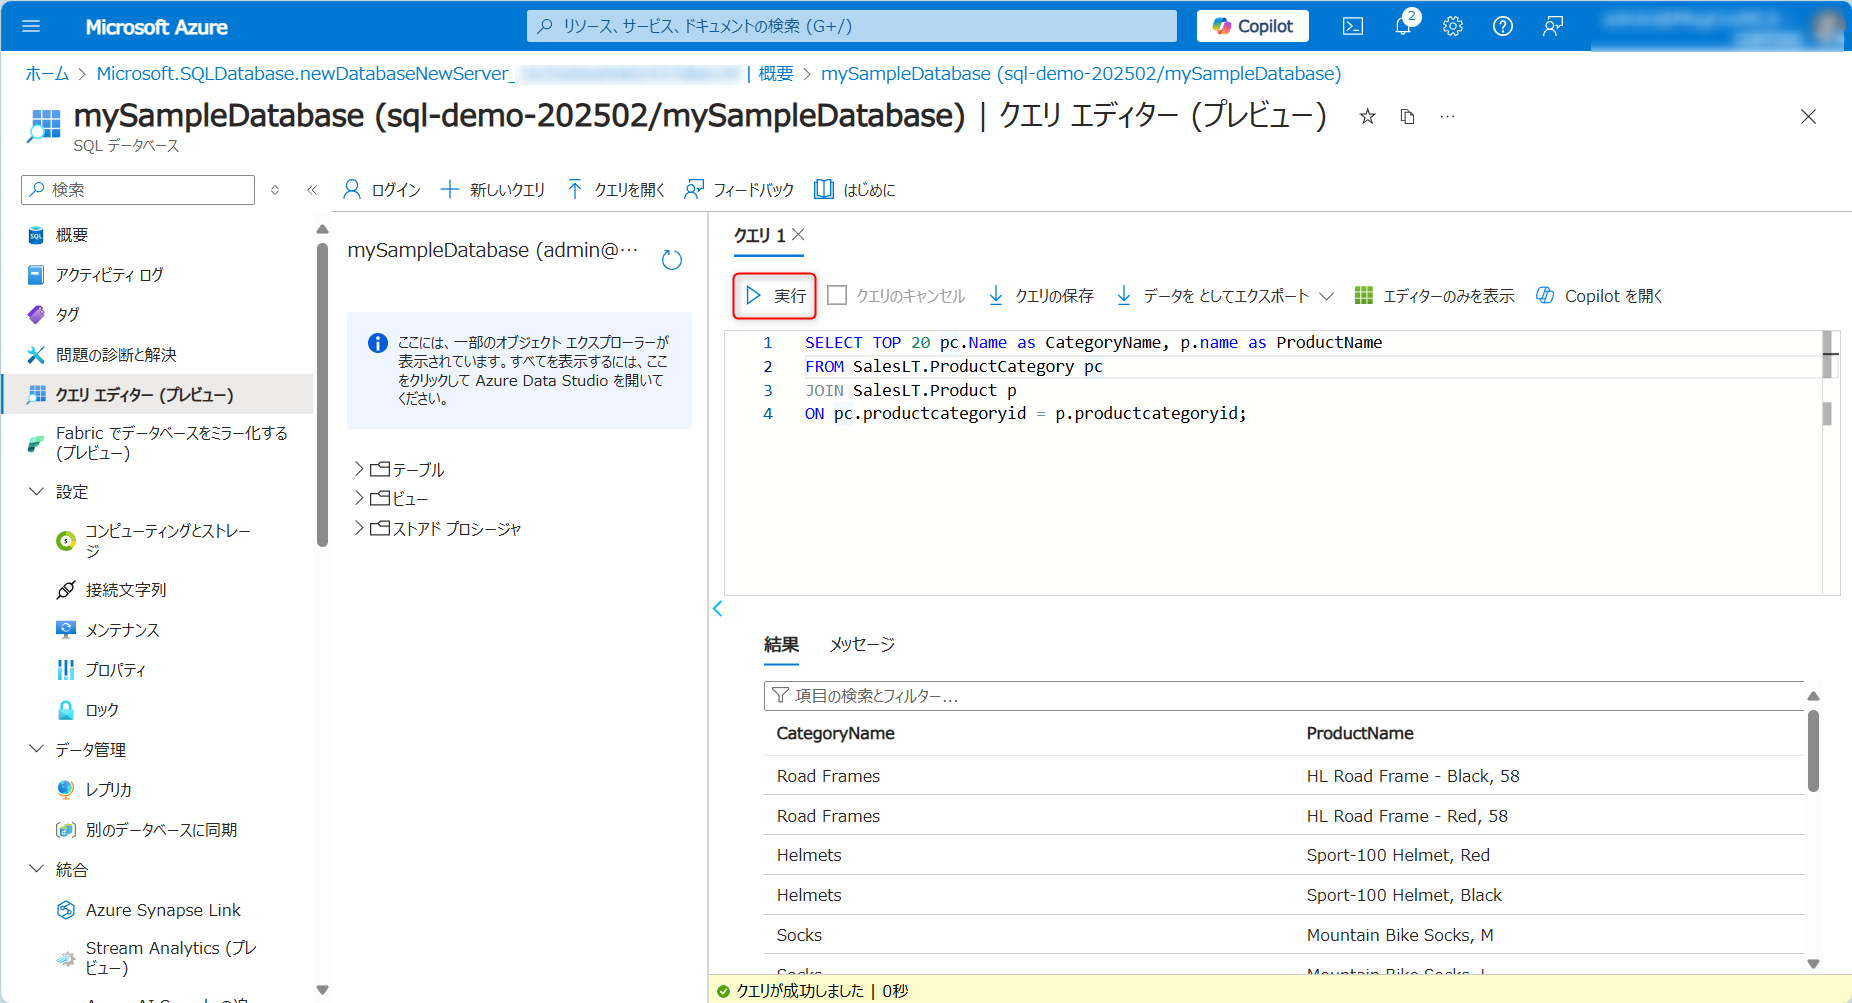 Microsoft Azure
リソース、サービス、ドキュメントの検索 (G+/)
Copilot
2
ホーム > Microsoft.SQLDatabase.newDatabaseNewServer_ | 概要 > mySampleDatabase (sql-demo-202502/mySampleDatabase)
mySampleDatabase (sql-demo-202502/mySampleDatabase) | クエリ エディター (プレビュー)
SQL データベース
検索
ログイン
新しいクエリ
クエリを開く
フィードバック
はじめに
概要
アクティビティ ログ
タグ
問題の診断と解決
クエリ エディター (プレビュー)
Fabric でデータベースをミラー化する
(プレビュー)
設定
コンピューティングとストレー
ジ
接続文字列
メンテナンス
プロパティ
ロック
データ管理
レプリカ
別のデータベースに同期
統合
Azure Synapse Link
Stream Analytics (プレ
ビュー)
mySampleDatabase (admin@…
ここには、一部のオブジェクト エクスプローラーが
表示されています。すべてを表示するには、ここ
をクリックして Azure Data Studio を開いて
ください。
テーブル
ビュー
ストアド プロシージャ
クエリ 1
実行
クエリのキャンセル
クエリの保存
データを としてエクスポート
エディターのみを表示
Copilot を開く
1 SELECT TOP 20 pc.Name as CategoryName, p.name as ProductName
2 FROM SalesLT.ProductCategory pc
3 JOIN SalesLT.Product p
4 ON pc.productcategoryid = p.productcategoryid;
結果
メッセージ
項目の検索とフィルター...
CategoryName ProductName
Road Frames HL Road Frame - Black, 58
Road Frames HL Road Frame - Red, 58
Helmets Sport-100 Helmet, Red
Helmets Sport-100 Helmet, Black
Socks Mountain Bike Socks, M
Socks Mountain Bike Socks, L
クエリが成功しました | 0秒